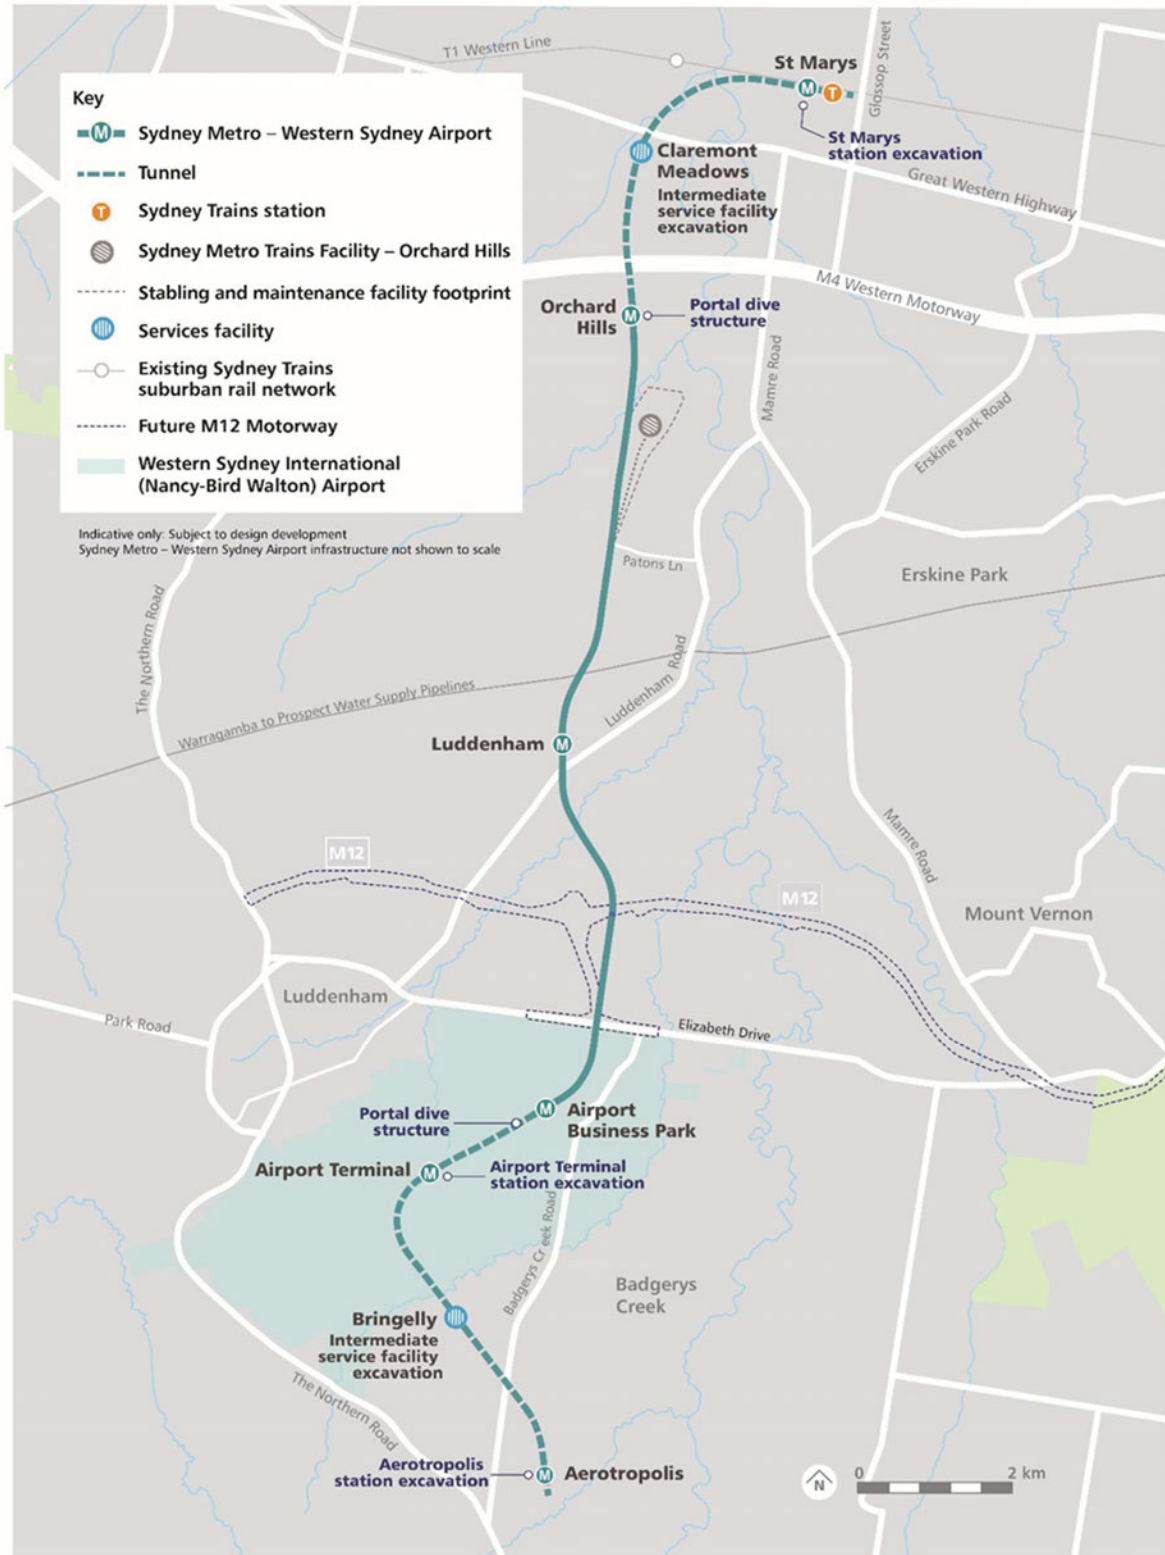 T1 Western Line
St Marys
Glossop Street
M
T
St Marys
station excavation
Key
M
Sydney Metro – Western Sydney Airport
Tunnel
T
Sydney Trains station
Sydney Metro Trains Facility – Orchard Hills
Stabling and maintenance facility footprint
Services facility
Existing Sydney Trains
suburban rail network
Future M12 Motorway
Western Sydney International
(Nancy-Bird Walton) Airport
Indicative only: Subject to design development
Sydney Metro – Western Sydney Airport infrastructure not shown to scale
Claremont
Meadows
Intermediate
service facility
excavation
Great Western Highway
M4 Western Motorway
Orchard
Hills
M
Portal dive
structure
Mamre Road
Erskine Park Road
Patons Ln
Erskine Park
The Northern Road
Luddenham Road
Warragamba to Prospect Water Supply Pipelines
Luddenham
M
Mamre Road
M12
M12
Mount Vernon
Luddenham
Park Road
Elizabeth Drive
Portal dive
structure
M
Airport
Business Park
Airport Terminal
M
Airport Terminal
station excavation
Badgerys Cr eek Road
Badgerys
Creek
Bringelly
Intermediate
service facility
excavation
The Northern Road
Aerotropolis
station excavation
M
Aerotropolis
N
0
2 km